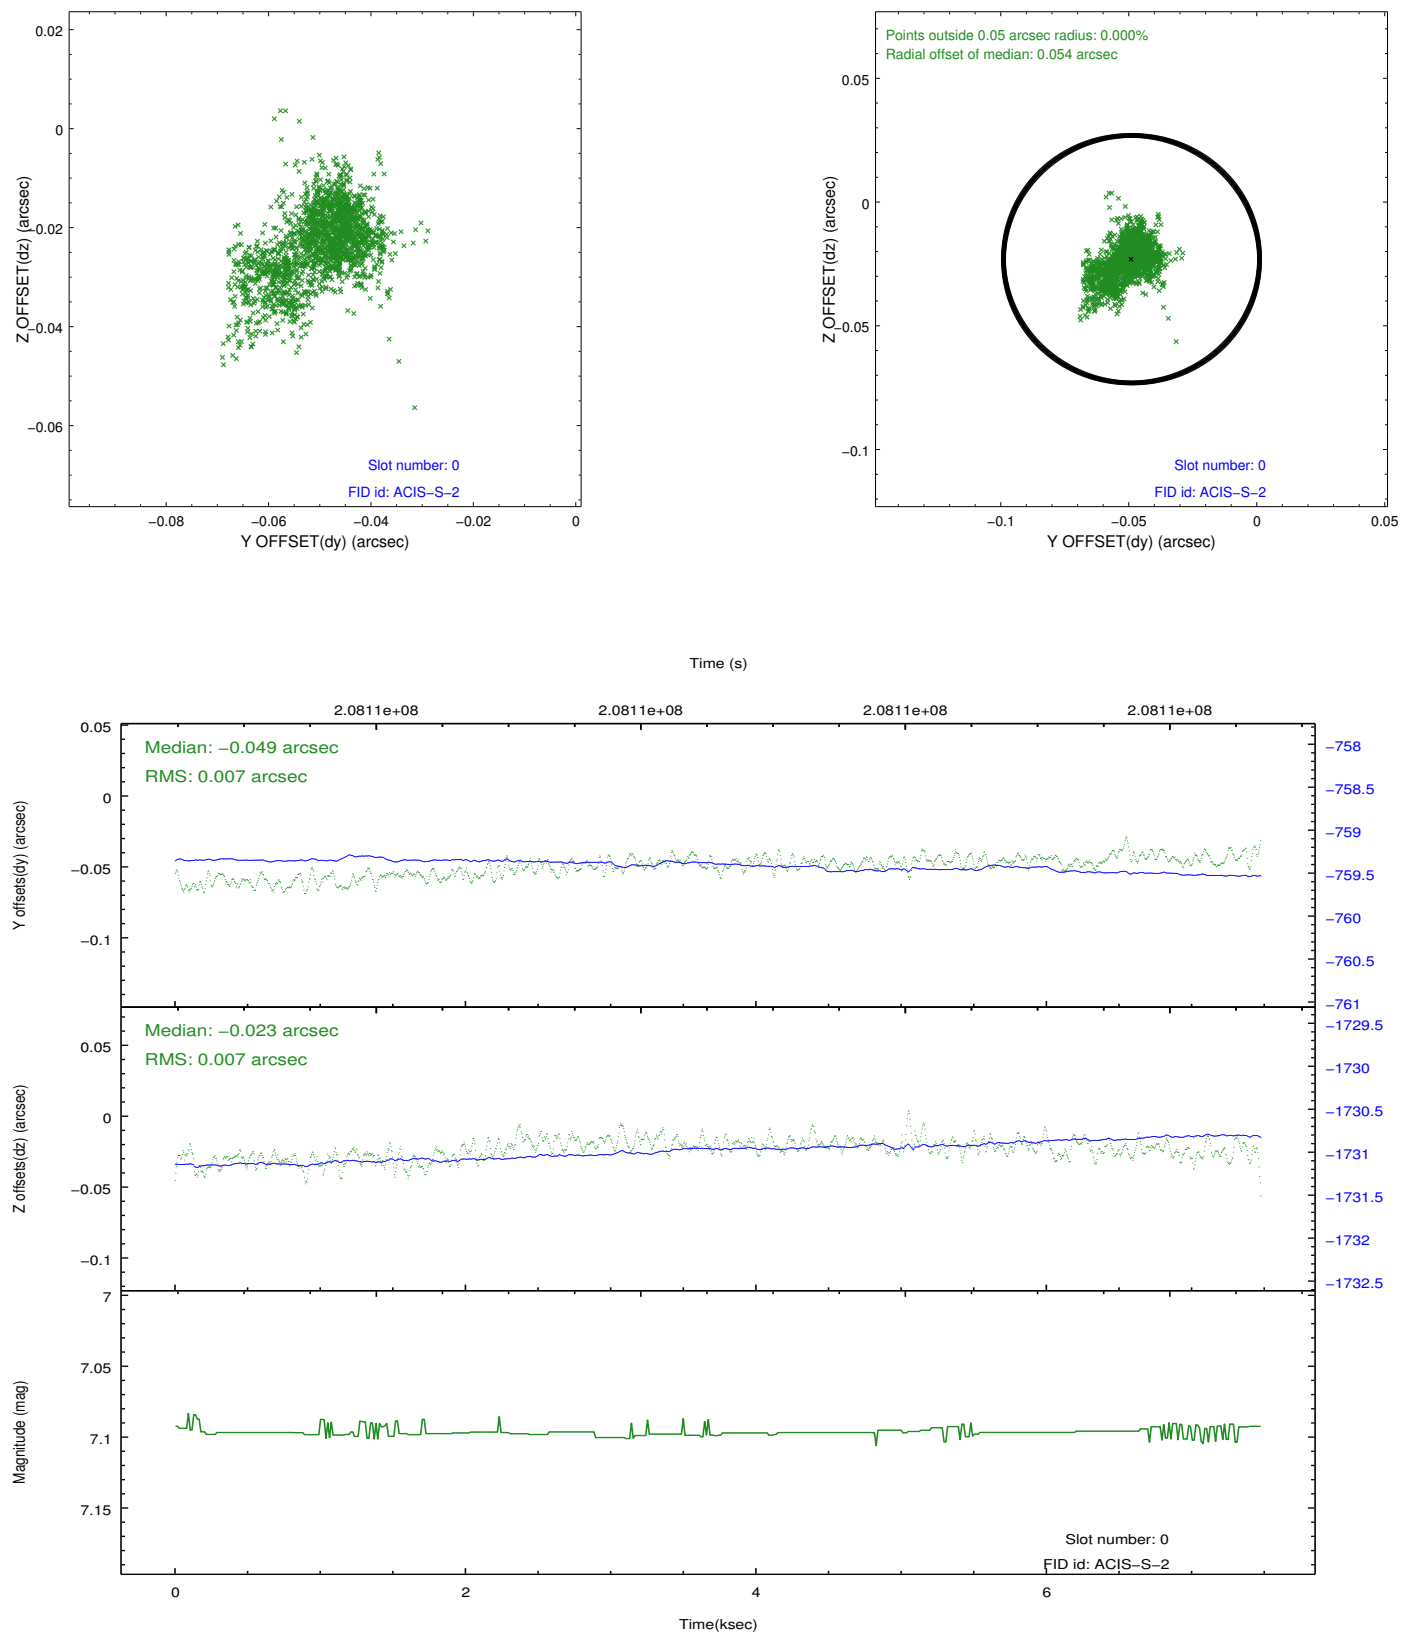 0.02
0
−0.02
−0.04
−0.06
Z OFFSET(dz) (arcsec)
Slot number: 0
FID id: ACIS−S−2
−0.08
−0.06
−0.04
−0.02
0
Y OFFSET(dy) (arcsec)
Points outside 0.05 arcsec radius: 0.000%
Radial offset of median: 0.054 arcsec
0.05
0
−0.05
−0.1
Z OFFSET(dz) (arcsec)
Slot number: 0
FID id: ACIS−S−2
−0.1
−0.05
0
0.05
Y OFFSET(dy) (arcsec)
Time (s)
2.0811e+08
2.0811e+08
2.0811e+08
2.0811e+08
0.05
0
−0.05
−0.1
Y offsets(dy) (arcsec)
Median: −0.049 arcsec
RMS: 0.007 arcsec
−758
−758.5
−759
−759.5
−760
−760.5
−761
0.05
0
−0.05
−0.1
Z offsets(dz) (arcsec)
Median: −0.023 arcsec
RMS: 0.007 arcsec
−1729.5
−1730
−1730.5
−1731
−1731.5
−1732
−1732.5
7
7.05
7.1
7.15
Magnitude (mag)
Slot number: 0
FID id: ACIS−S−2
0
2
4
6
Time(ksec)